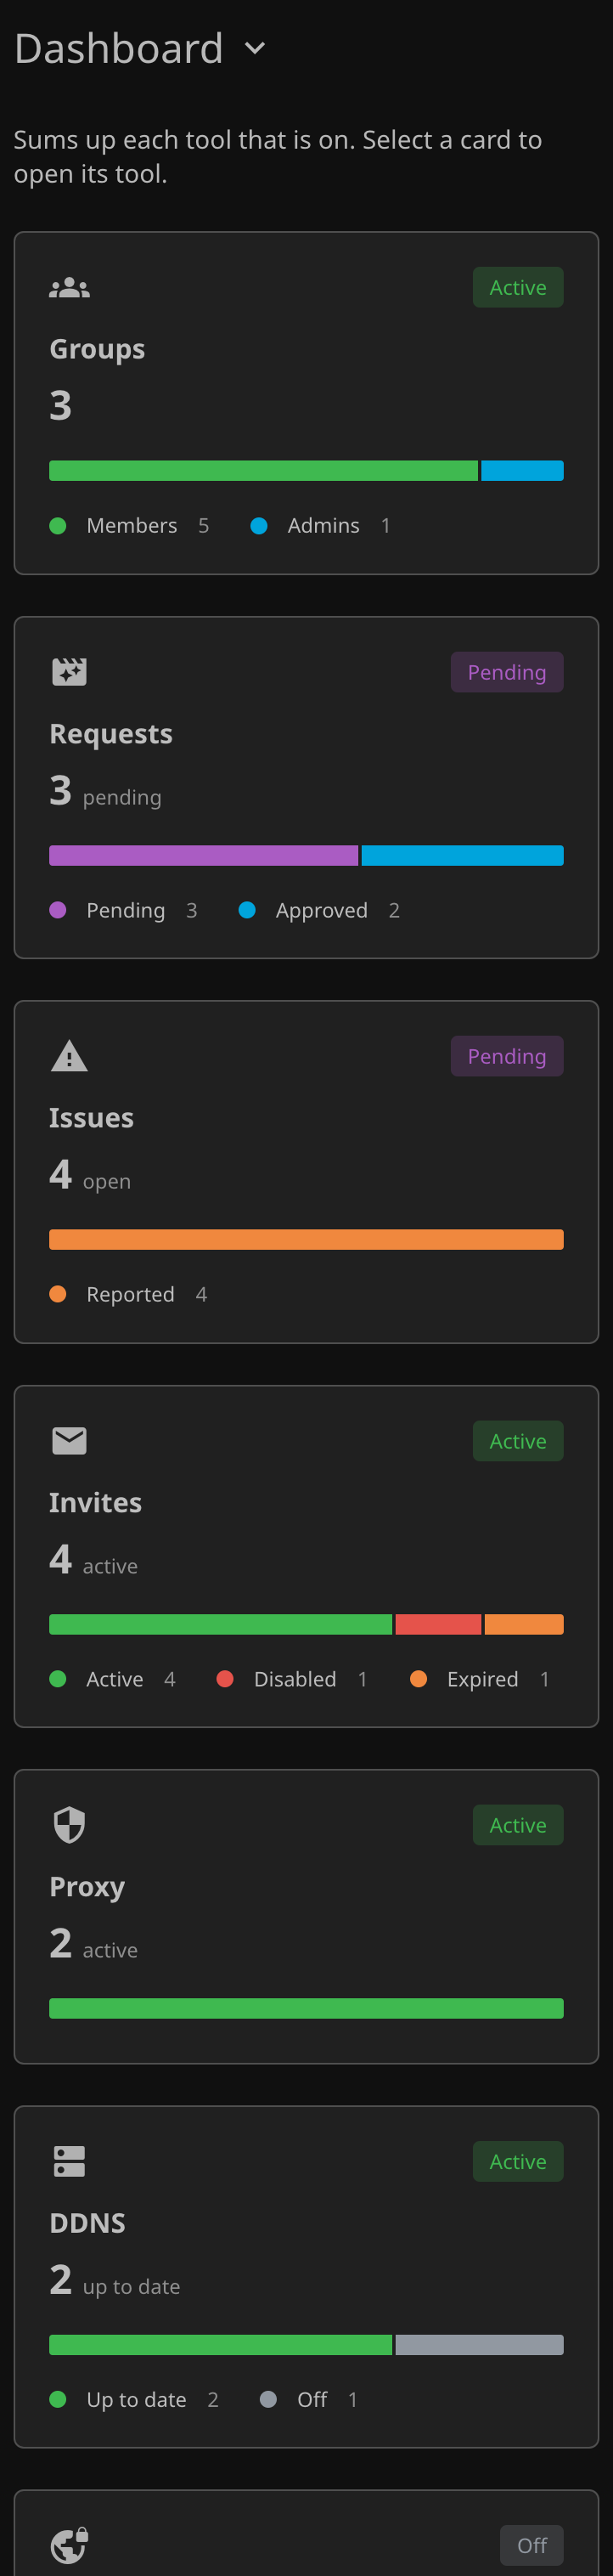 Dashboard
Sums up each tool that is on. Select a card to
open its tool.
Active
Groups
3
Members 5 Admins 1
Pending
Requests
3 pending
Pending 3 Approved 2
Pending
Issues
4 open
Reported 4
Active
Invites
4 active
Active 4 Disabled 1 Expired 1
Active
Proxy
2 active
Active
DDNS
2 up to date
Up to date 2 Off 1
Off